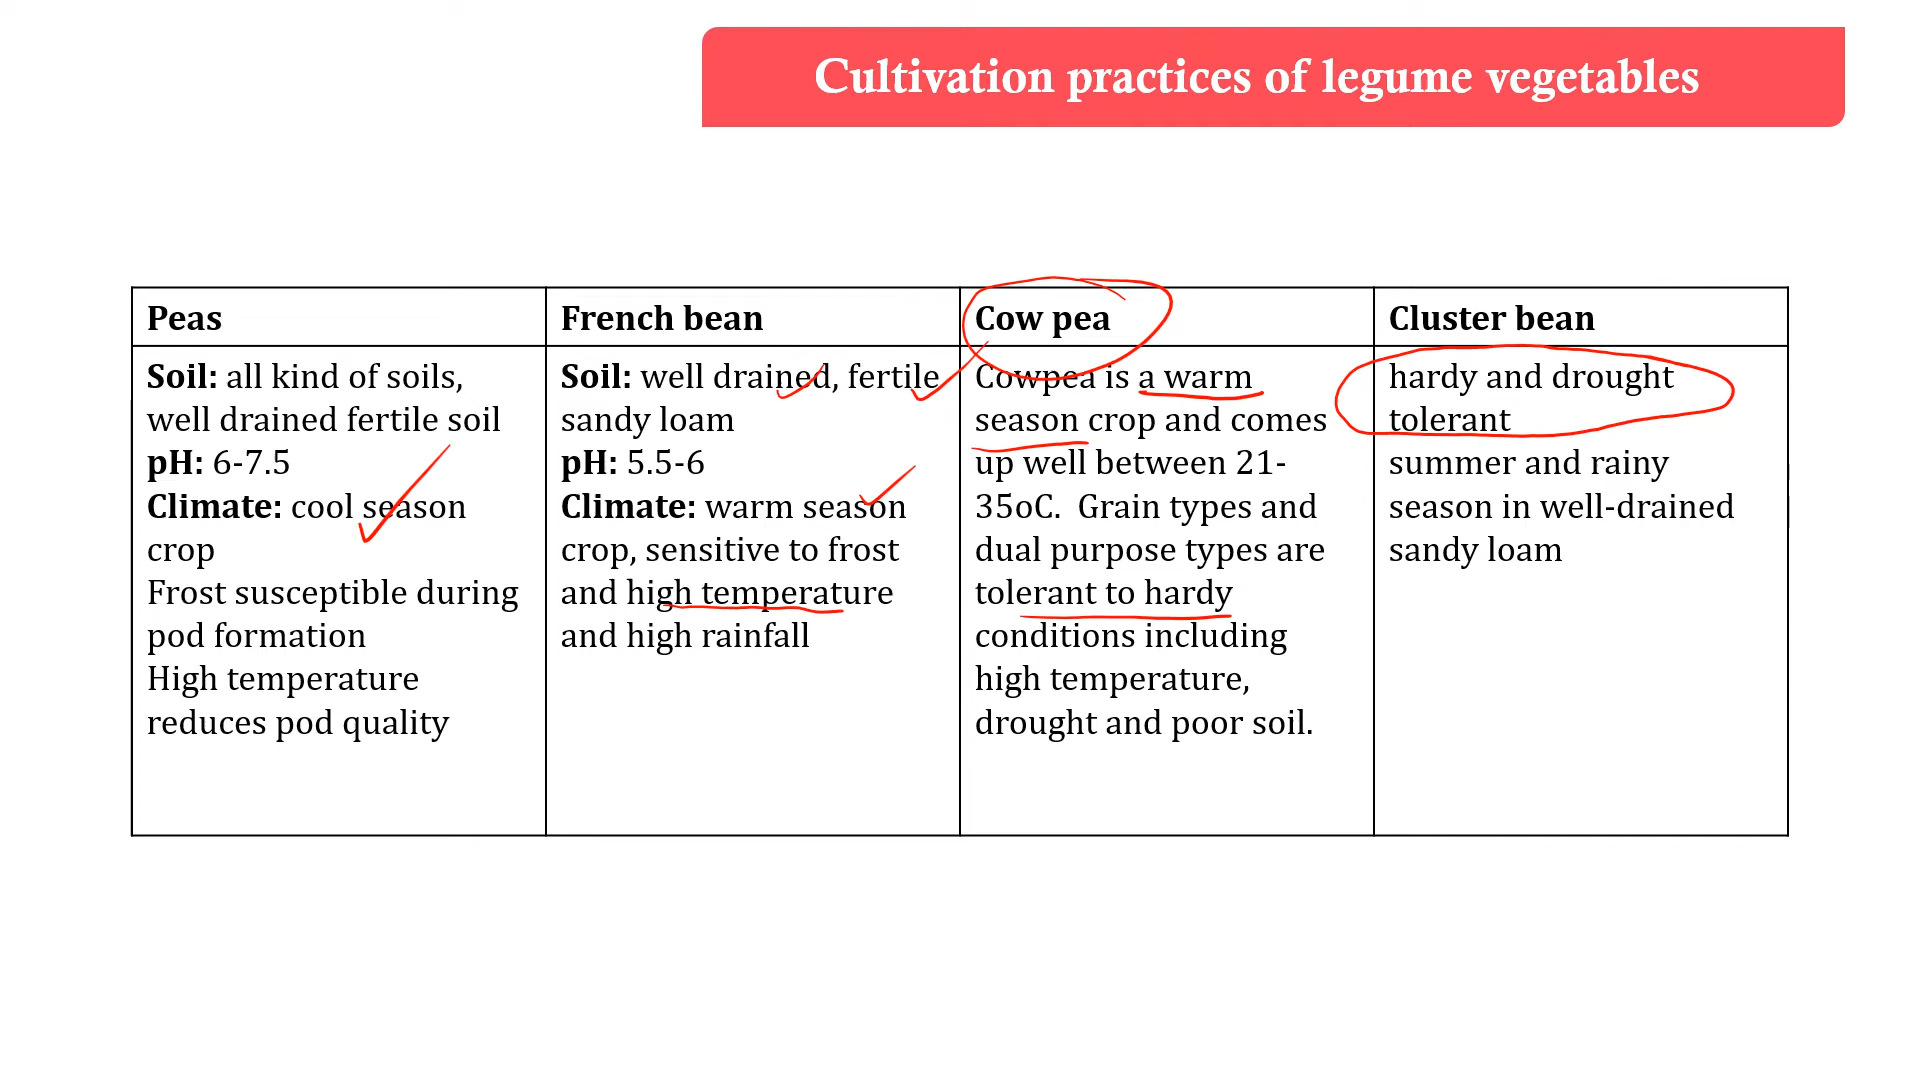 Cultivation practices of legume vegetables
Peas
Soil: all kind of soils,
well drained fertile soil
pH: 6-7.5
Climate: cool season
crop
Frost susceptible during
pod formation
High temperature
reduces pod quality
French bean
Soil: well drained, fertile
sandy loam
pH: 5.5-6
Climate: warm season
crop, sensitive to frost
and high temperature
and high rainfall
Cow pea
Cowpea is a warm
season crop and comes
up well between 21-
35oC.  Grain types and
dual purpose types are
tolerant to hardy
conditions including
high temperature,
drought and poor soil.
Cluster bean
hardy and drought
tolerant
summer and rainy
season in well-drained
sandy loam